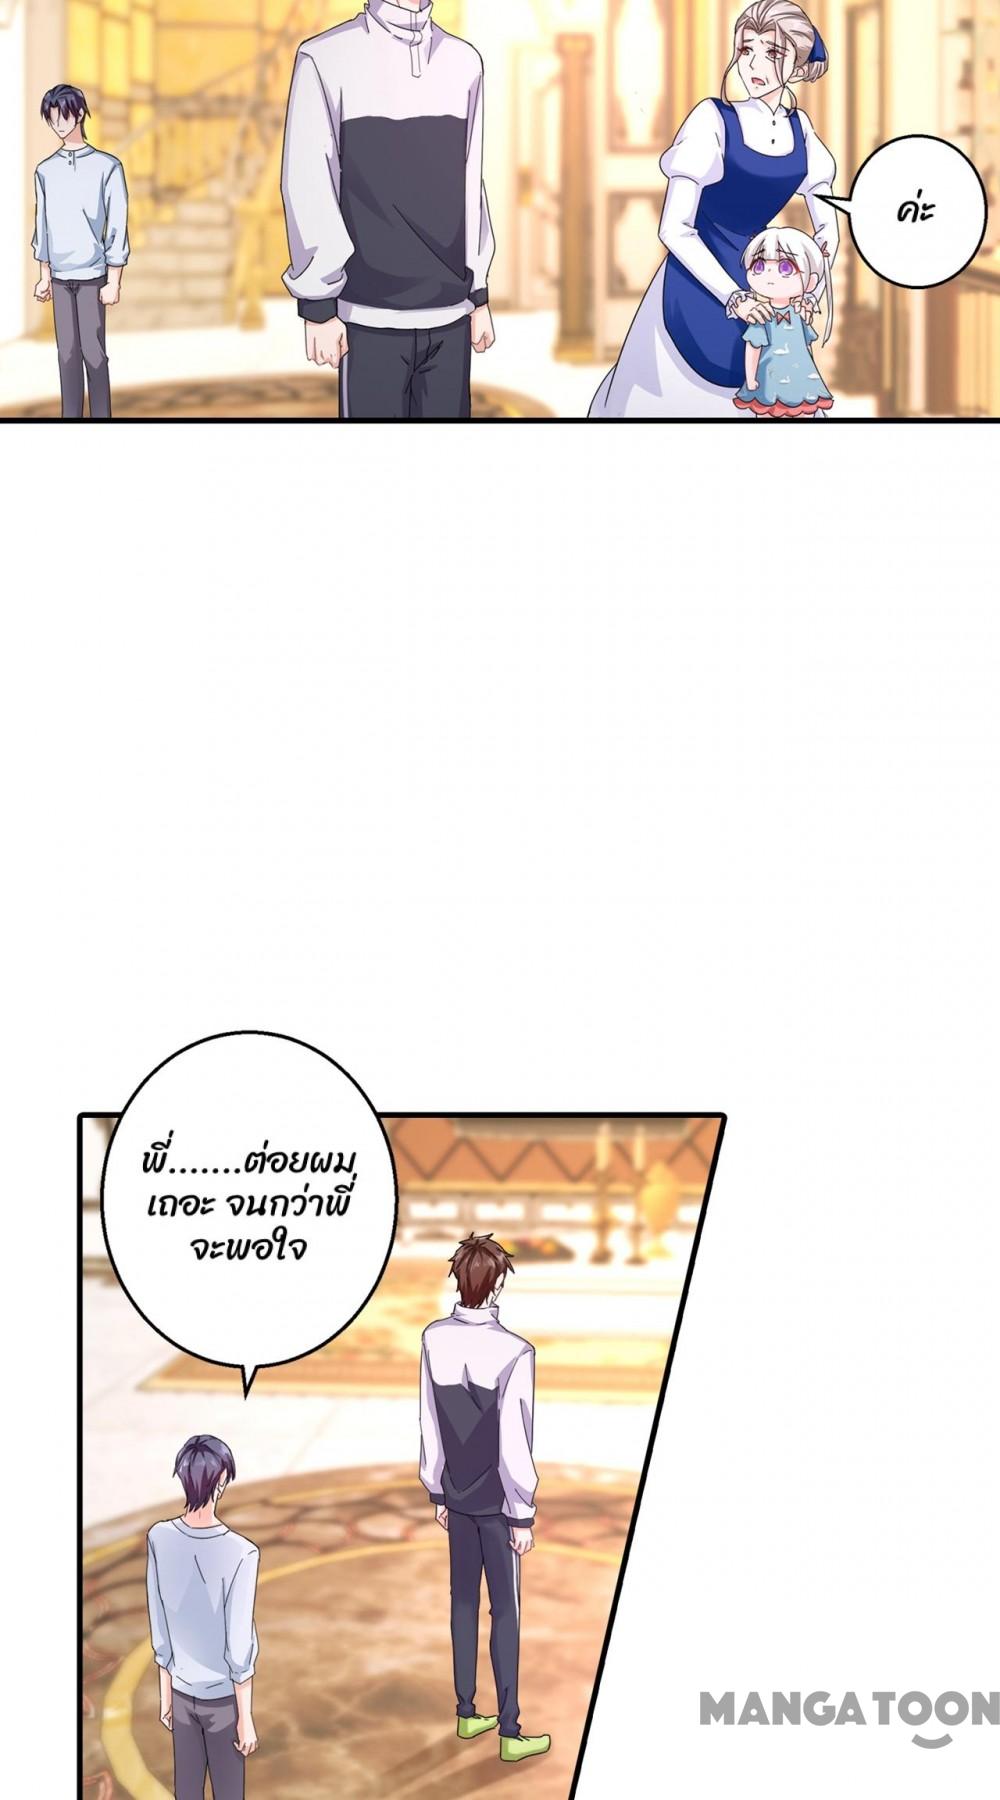 ค่ะ
พี่.......ต่อยผม
เถอะ จนกว่าพี่
จะพอใจ
MANGATOON